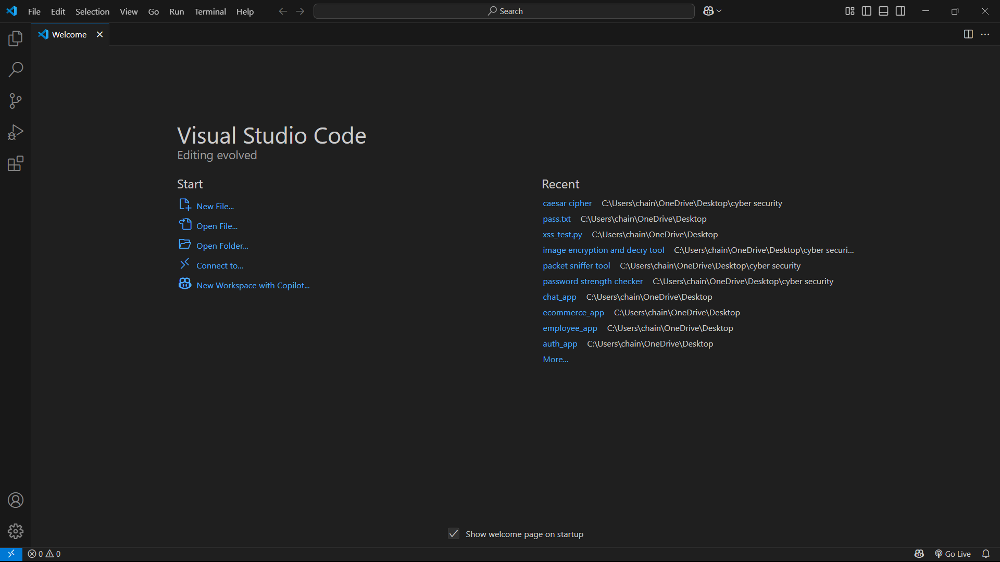 File Edit Selection View Go Run Terminal Help Search
Welcome
Visual Studio Code
Editing evolved
Start
New File...
Open File...
Open Folder...
Connect to...
New Workspace with Copilot...
Recent
caesar cipher C:\Users\chain\OneDrive\Desktop\cyber security
pass.txt C:\Users\chain\OneDrive\Desktop
xss_test.py C:\Users\chain\OneDrive\Desktop
image encryption and decry tool C:\Users\chain\OneDrive\Desktop\cyber securi...
packet sniffer tool C:\Users\chain\OneDrive\Desktop\cyber security
password strength checker C:\Users\chain\OneDrive\Desktop\cyber security
chat_app C:\Users\chain\OneDrive\Desktop
ecommerce_app C:\Users\chain\OneDrive\Desktop
employee_app C:\Users\chain\OneDrive\Desktop
auth_app C:\Users\chain\OneDrive\Desktop
More...
Show welcome page on startup
0 0 Go Live